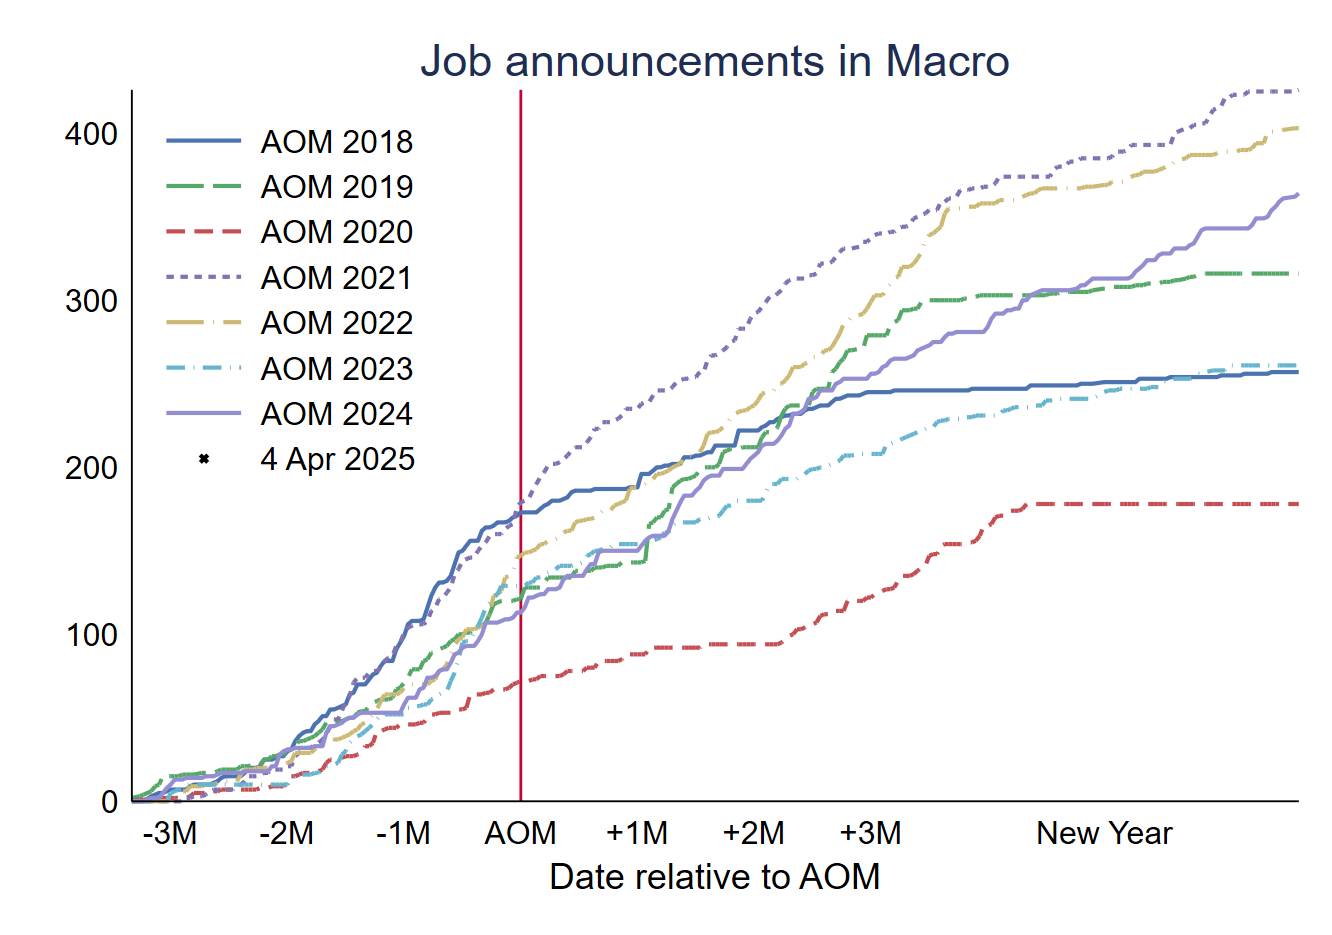 Job announcements in Macro
400
300
200
100
0
AOM 2018
AOM 2019
AOM 2020
AOM 2021
AOM 2022
AOM 2023
AOM 2024
4 Apr 2025
-3M -2M -1M AOM +1M +2M +3M New Year
Date relative to AOM